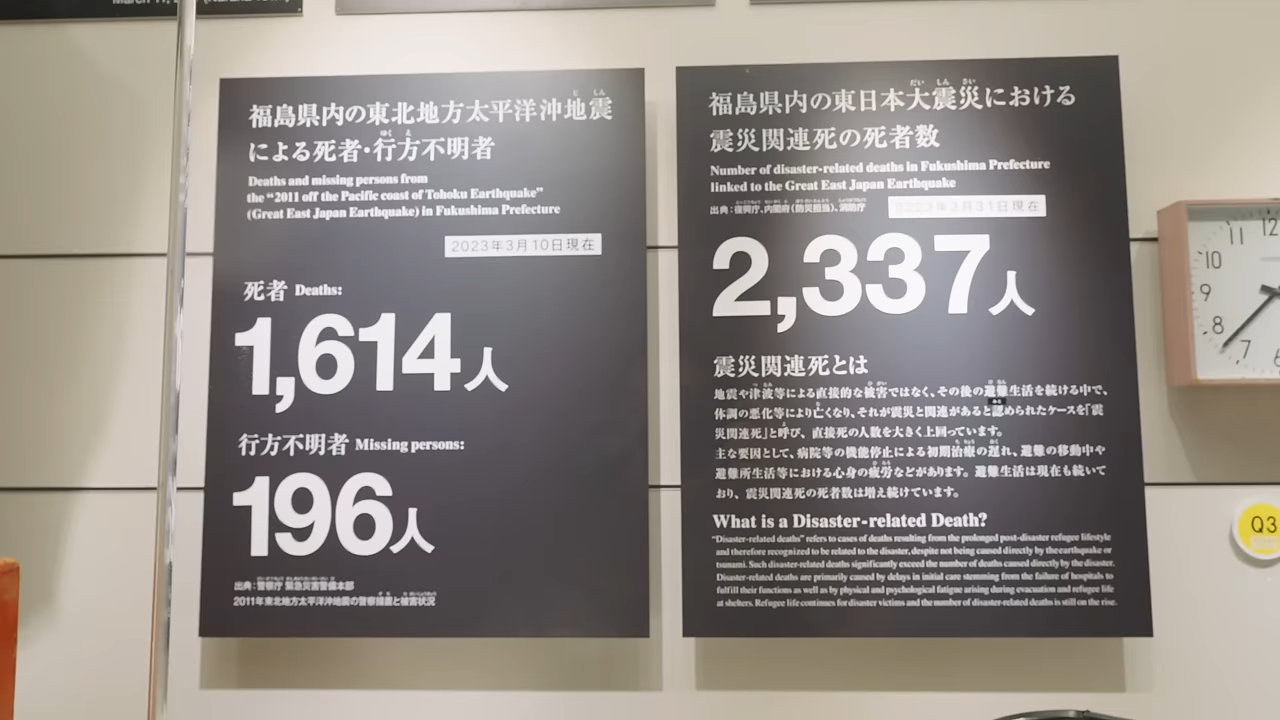 March 11,
福島県内の東北地方太平洋沖地震
による死者・行方不明者
Deaths and missing persons from
the “2011 off the Pacific coast of Tohoku Earthquake”
(Great East Japan Earthquake) in Fukushima Prefecture
2023年3月10日現在
死者 Deaths:
1,614人
行方不明者 Missing persons:
196人
出典：警察庁 緊急災害警備本部
2011年東北地方太平洋沖地震の警察措置と被害状況
福島県内の東日本大震災における
震災関連死の死者数
Number of disaster-related deaths in Fukushima Prefecture
linked to the Great East Japan Earthquake
出典：復興庁、内閣府（防災担当）、消防庁
2023年3月31日現在
2,337人
震災関連死とは
地震や津波等による直接的な被害ではなく、その後の避難生活を続ける中で、
体調の悪化等により亡くなり、それが震災と関連があると認められたケースを「震
災関連死」と呼び、直接死の人数を大きく上回っています。
主な要因として、病院等の機能停止による初期治療の遅れ、避難の移動中や
避難所生活等における心身の疲労などがあります。避難生活は現在も続いて
おり、震災関連死の死者数は増え続けています。
What is a Disaster-related Death?
“Disaster-related deaths” refers to cases of deaths resulting from the prolonged post-disaster refugee lifestyle
and therefore recognized to be related to the disaster, despite not being caused directly by the earthquake or
tsunami. Such disaster-related deaths significantly exceed the number of deaths caused directly by the disaster.
Disaster-related deaths are primarily caused by delays in initial care stemming from the failure of hospitals to
fulfill their functions as well as by physical and psychological fatigue arising during evacuation and refugee life
at shelters. Refugee life continues for disaster victims and the number of disaster-related deaths is still on the rise.
11 12
10
9
8
7
Q3